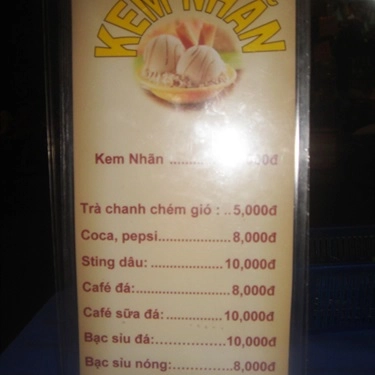 KEM NHÃN
Kem Nhãn ..........
Trà chanh chém gió : ..5,000đ
Coca, pepsi..................8,000đ
Sting dâu: ..................10,000đ
Café đá:......................8,000đ
Café sữa đá:..............10,000đ
Bạc sỉu đá:.................10,000đ
Bạc sỉu nóng:..............8,000đ